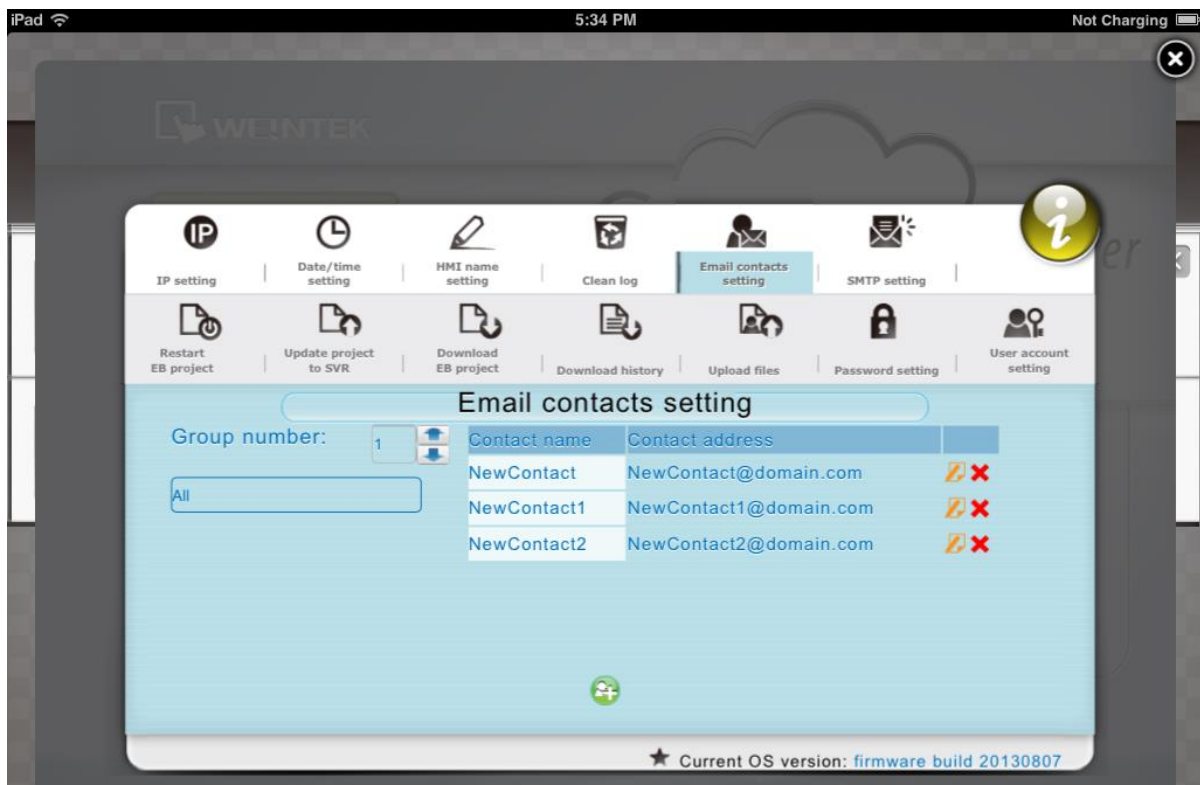 iPad 5:34 PM Not Charging
WEINTEK
IP
IP setting
Date/time
setting
HMI name
setting
Clean log
Email contacts
setting
SMTP setting
i
er
Restart
EB project
Update project
to SVR
Download
EB project
Download history
Upload files
Password setting
User account
setting
Email contacts setting
Group number: 1
All
Contact name Contact address
NewContact NewContact@domain.com
NewContact1 NewContact1@domain.com
NewContact2 NewContact2@domain.com
★ Current OS version: firmware build 20130807